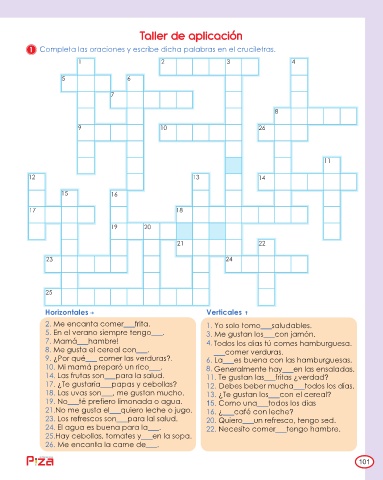 Taller de aplicación
1 Completa las oraciones y escribe dicha palabras en el cruciletras.
1 2 3 4
5 6
7
8
9 10 26
11
12 13 14
15 16
17 18
19 20
21 22
23 24
25
Horizontales →
2. Me encanta comer___frita.
5. En el verano siempre tengo___.
7. Mamá___hambre!
8. Me gusta el cereal con___.
9. ¿Por qué___ comer las verduras?.
10. Mi mamá preparó un rico___.
14. Las frutas son___para la salud.
17. ¿Te gustaría___papas y cebollas?
18. Las uvas son___, me gustan mucho.
19. No___té prefiero limonada o agua.
21.No me gusta el___quiero leche o jugo.
23. Los refrescos son___para lal salud.
24. El agua es buena para la___.
25.Hay cebollas, tomates y___en la sopa.
26. Me encanta la carne de___.
Verticales ↑
1. Yo solo tomo___saludables.
3. Me gustan los___con jamón.
4. Todos los días tú comes hamburguesa.
___comer verduras.
6. La___es buena con las hamburguesas.
8. Generalmente hay___en las ensaladas.
11. Te gustan las___fritas ¿verdad?
12. Debes beber mucha___todos los días.
13. ¿Te gustan los___con el cereal?
15. Como una___todos los días
16. ¿___café con leche?
20. Quiero___un refresco, tengo sed.
22. Necesito comer___tengo hambre.
P:za
101